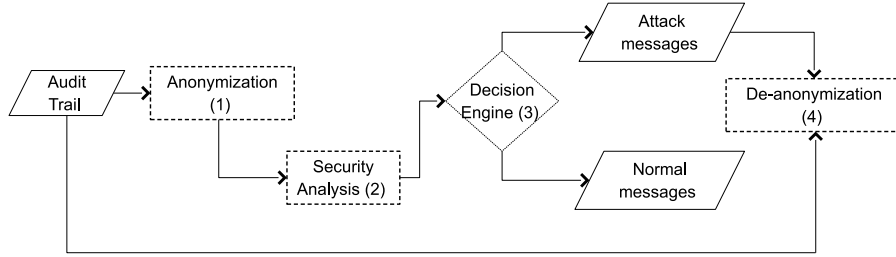 Audit
Trail
Anonymization
(1)
Security
Analysis (2)
Decision
Engine (3)
Attack
messages
Normal
messages
De-anonymization
(4)